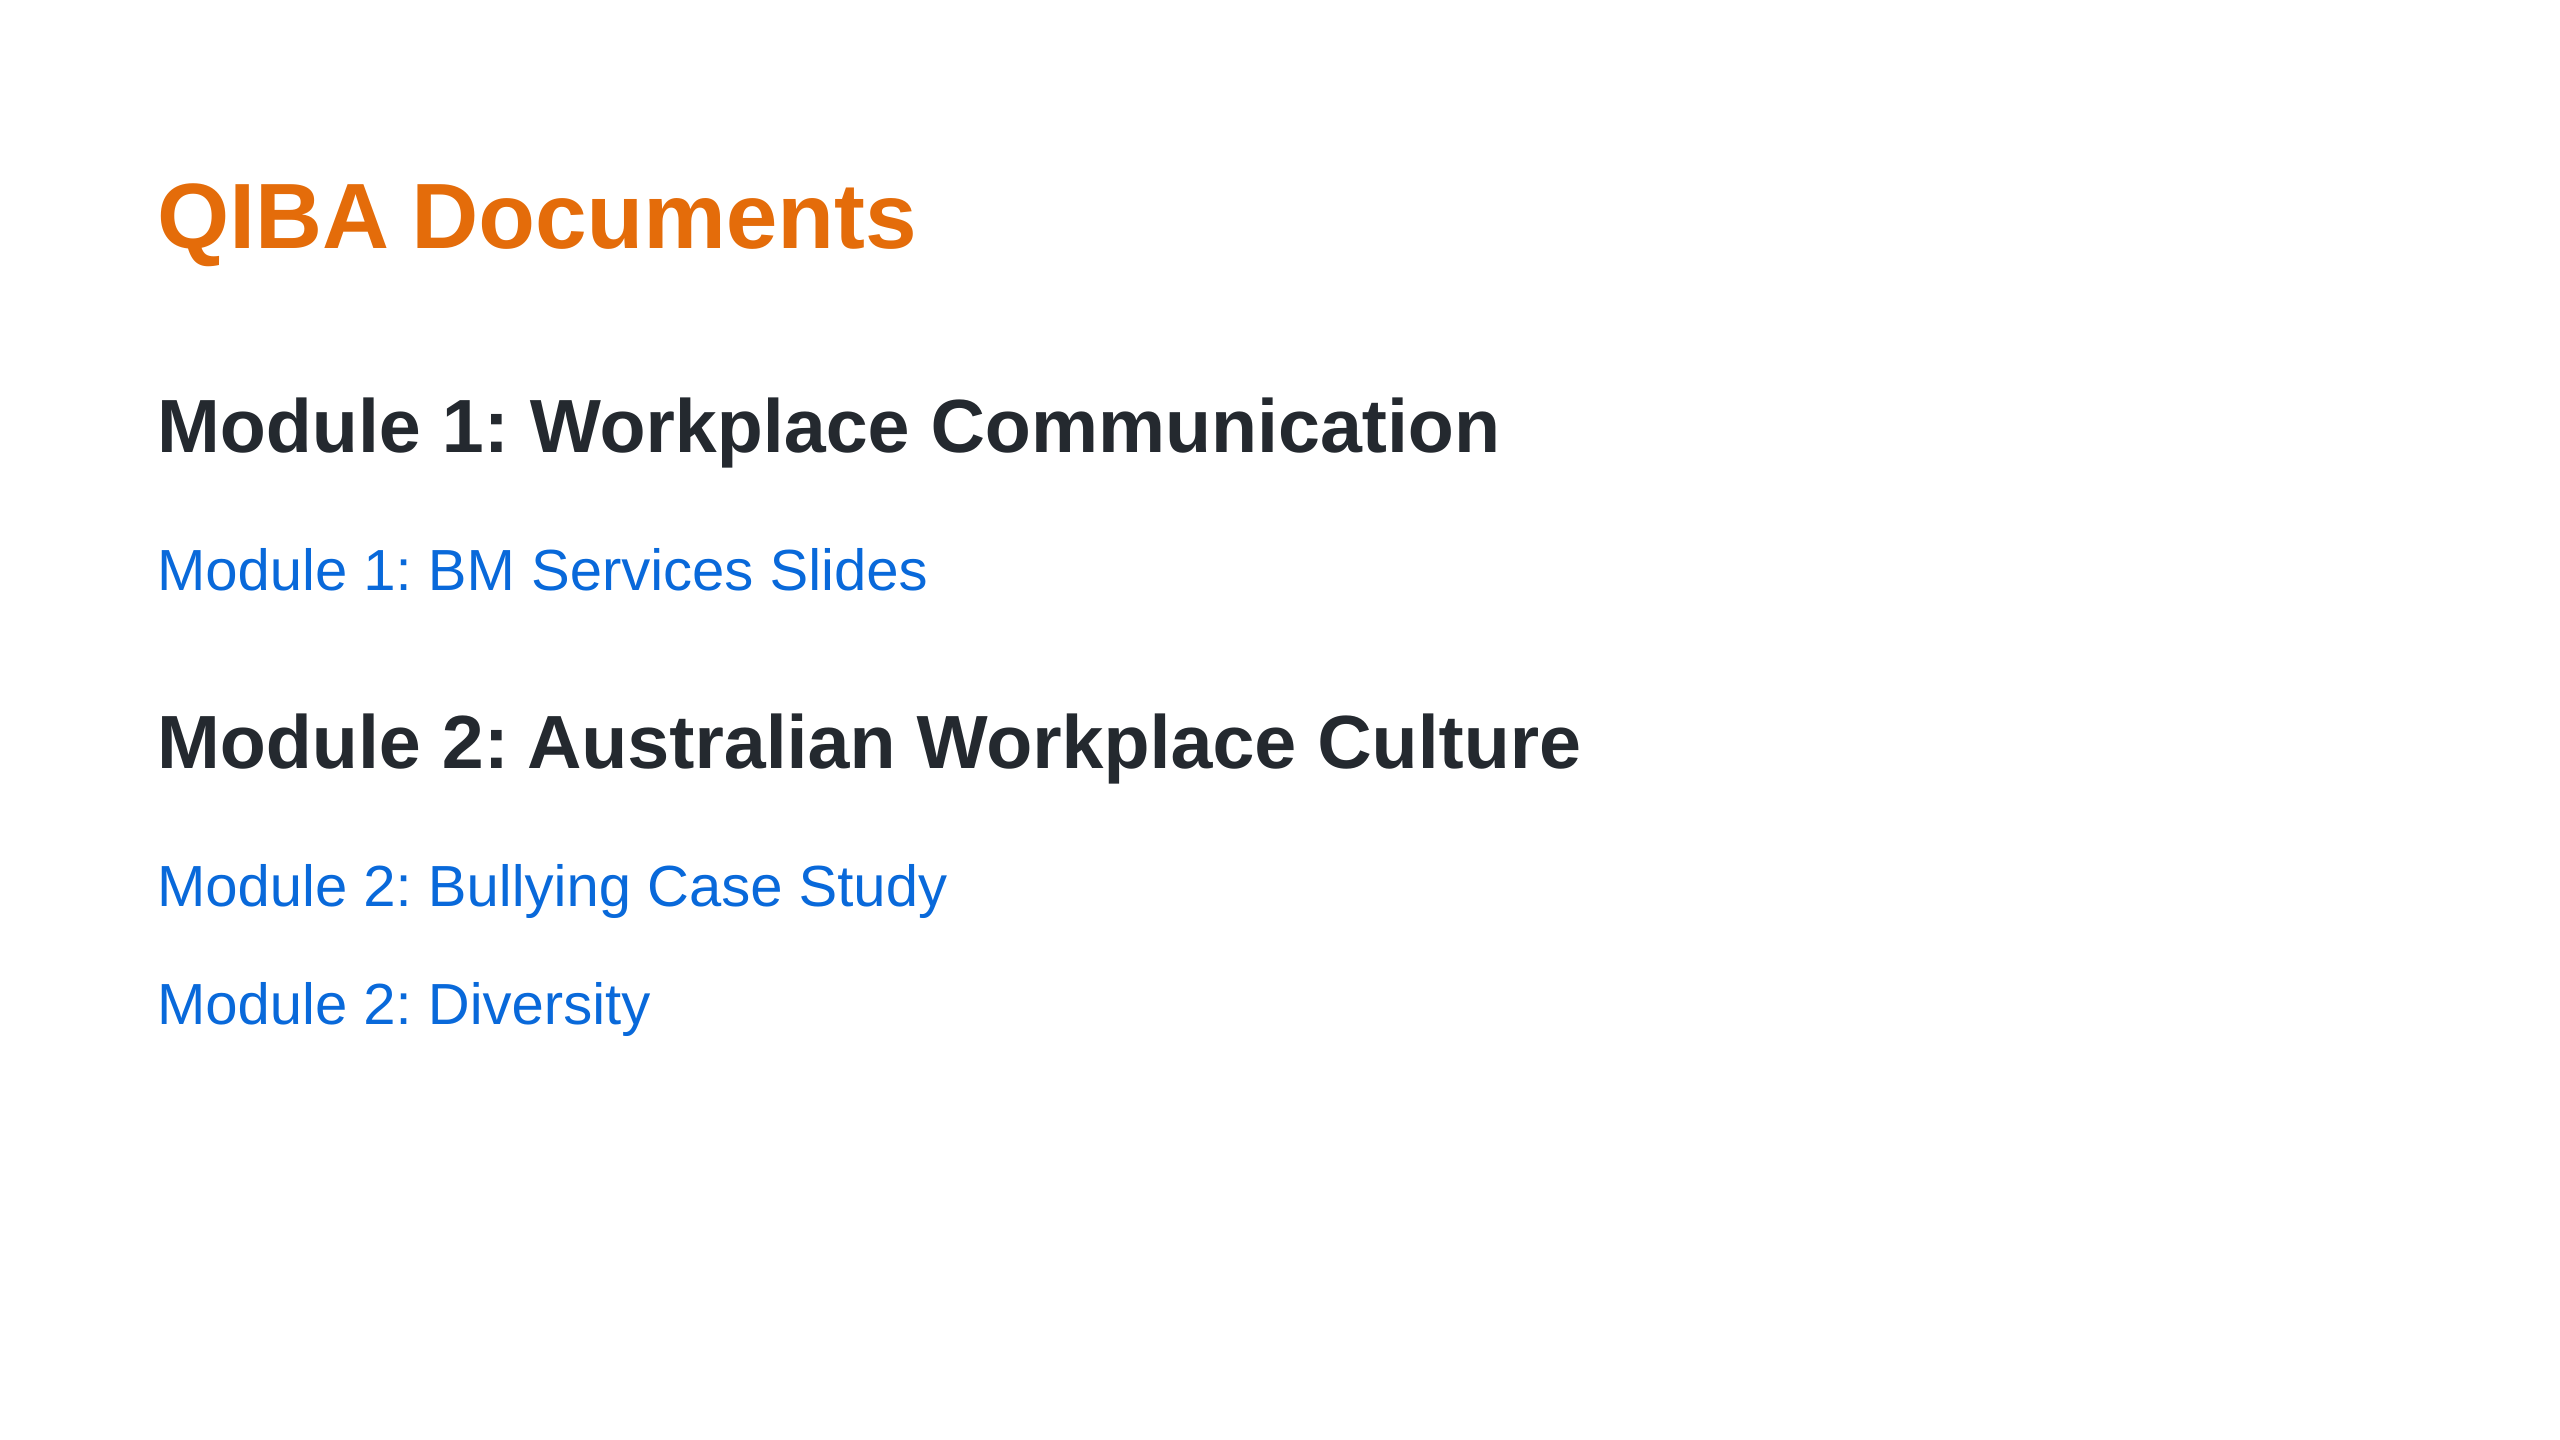 QIBA Documents
Module 1: Workplace Communication
Module 1: BM Services Slides
Module 2: Australian Workplace Culture
Module 2: Bullying Case Study
Module 2: Diversity